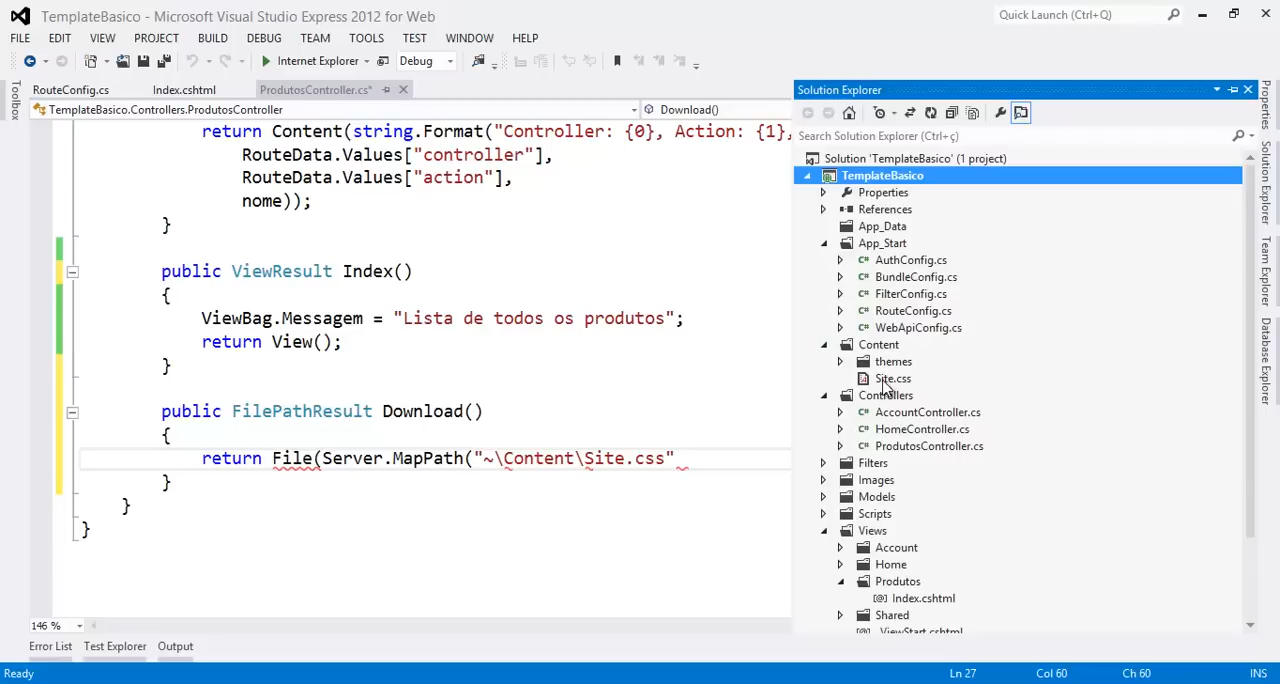 TemplateBasico - Microsoft Visual Studio Express 2012 for Web
Quick Launch (Ctrl+Q)
FILE EDIT VIEW PROJECT BUILD DEBUG TEAM TOOLS TEST WINDOW HELP
Internet Explorer Debug
Toolbox
RouteConfig.cs Index.cshtml ProdutosController.cs*
TemplateBasico.Controllers.ProdutosController Download()
return Content(string.Format("Controller: {0}, Action: {1},
RouteData.Values["controller"],
RouteData.Values["action"],
nome));
}
public ViewResult Index()
{
ViewBag.Messagem = "Lista de todos os produtos";
return View();
}
public FilePathResult Download()
{
return File(Server.MapPath("~\Content\Site.css"
}
}
}
146 %
Solution Explorer
Search Solution Explorer (Ctrl+ç)
Solution 'TemplateBasico' (1 project)
TemplateBasico
Properties
References
App_Data
App_Start
AuthConfig.cs
BundleConfig.cs
FilterConfig.cs
RouteConfig.cs
WebApiConfig.cs
Content
themes
Site.css
Controllers
AccountController.cs
HomeController.cs
ProdutosController.cs
Filters
Images
Models
Scripts
Views
Account
Home
Produtos
Index.cshtml
Shared
_ViewStart.cshtml
Properties
Solution Explorer
Team Explorer
Database Explorer
Error List Test Explorer Output
Ready Ln 27 Col 60 Ch 60 INS